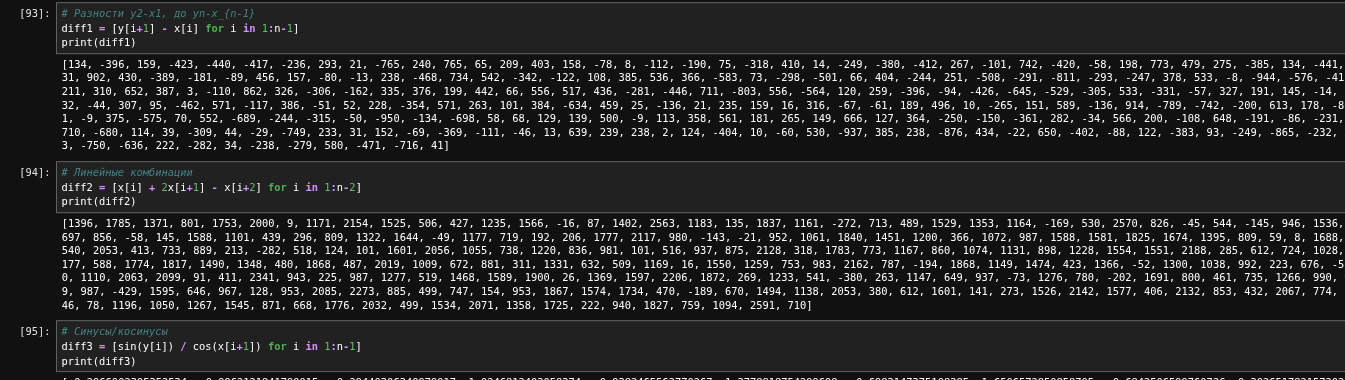 [93]: # Разности y2-x1, до yn-x_{n-1}
diff1 = [y[i+1] - x[i] for i in 1:n-1]
print(diff1)
[134, -396, 159, -423, -440, -417, -236, 293, 21, -765, 240, 765, 65, 209, 403, 158, -78, 8, -112, -190, 75, -318, 410, 14, -249, -380, -412, 267, -101, 742, -420, -58, 198, 773, 479, 275, -385, 134, -441,
31, 902, 430, -389, -181, -89, 456, 157, -80, -13, 238, -468, 734, 542, -342, -122, 108, 385, 536, 366, -583, 73, -298, -501, 66, 404, -244, 251, -508, -291, -811, -293, -247, 378, 533, -8, -944, -576, -41
211, 310, 652, 387, 3, -110, 862, 326, -306, -162, 335, 376, 199, 442, 66, 556, 517, 436, -281, -446, 711, -803, 556, -564, 120, 259, -396, -94, -426, -645, -529, -305, 533, -331, -57, 327, 191, 145, -14,
32, -44, 307, 95, -462, 571, -117, 386, -51, 52, 228, -354, 571, 263, 101, 384, -634, 459, 25, -136, 21, 235, 159, 16, 316, -67, -61, 189, 496, 10, -265, 151, 589, -136, 914, -789, -742, -200, 613, 178, -8
1, -9, 375, -575, 70, 552, -689, -244, -315, -50, -950, -134, -698, 58, 68, 129, 139, 500, -9, 113, 358, 561, 181, 265, 149, 666, 127, 364, -250, -150, -361, 282, -34, 566, 200, -108, 648, -191, -86, -231,
710, -680, 114, 39, -309, 44, -29, -749, 233, 31, 152, -69, -369, -111, -46, 13, 639, 239, 238, 2, 124, -404, 10, -60, 530, -937, 385, 238, -876, 434, -22, 650, -402, -88, 122, -383, 93, -249, -865, -232,
3, -750, -636, 222, -282, 34, -238, -279, 580, -471, -716, 41]
[94]: # Линейные комбинации
diff2 = [x[i] + 2x[i+1] - x[i+2] for i in 1:n-2]
print(diff2)
[1396, 1785, 1371, 801, 1753, 2000, 9, 1171, 2154, 1525, 506, 427, 1235, 1566, -16, 87, 1402, 2563, 1183, 135, 1837, 1161, -272, 713, 489, 1529, 1353, 1164, -169, 530, 2570, 826, -45, 544, -145, 946, 1536,
697, 856, -58, 145, 1588, 1101, 439, 296, 809, 1322, 1644, -49, 1177, 719, 192, 206, 1777, 2117, 980, -143, -21, 952, 1061, 1840, 1451, 1200, 366, 1072, 987, 1588, 1581, 1825, 1674, 1395, 809, 59, 8, 1688,
540, 2053, 413, 733, 889, 213, -282, 518, 124, 101, 1601, 2056, 1055, 738, 1220, 836, 981, 101, 516, 937, 875, 2128, 318, 1783, 773, 1167, 860, 1074, 1131, 898, 1228, 1554, 1551, 2188, 285, 612, 724, 1028,
177, 588, 1774, 1817, 1490, 1348, 480, 1868, 487, 2019, 1009, 672, 881, 311, 1331, 632, 509, 1169, 16, 1550, 1259, 753, 983, 2162, 787, -194, 1868, 1149, 1474, 423, 1366, -52, 1300, 1038, 992, 223, 676, -5
0, 1110, 2063, 2099, 91, 411, 2341, 943, 225, 987, 1277, 519, 1468, 1589, 1900, 26, 1369, 1597, 2206, 1872, 269, 1233, 541, -380, 263, 1147, 649, 937, -73, 1276, 780, -202, 1691, 800, 461, 735, 1266, 990,
9, 987, -429, 1595, 646, 967, 128, 953, 2085, 2273, 885, 499, 747, 154, 953, 1867, 1574, 1734, 470, -189, 670, 1494, 1138, 2053, 380, 612, 1601, 141, 273, 1526, 2142, 1577, 406, 2132, 853, 432, 2067, 774,
46, 78, 1196, 1050, 1267, 1545, 871, 668, 1776, 2032, 499, 1534, 2071, 1358, 1725, 222, 940, 1827, 759, 1094, 2591, 710]
[95]: # Синусы/косинусы
diff3 = [sin(y[i]) / cos(x[i+1]) for i in 1:n-1]
print(diff3)